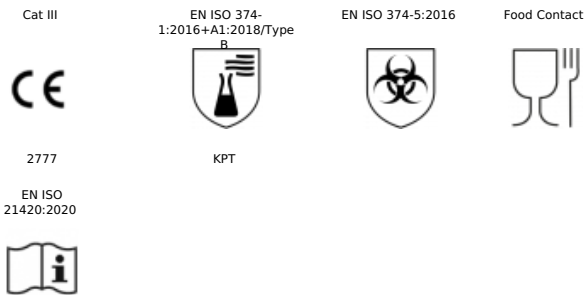 Cat III
EN ISO 374-
1:2016+A1:2018/Type
B
EN ISO 374-5:2016
Food Contact
CE
2777
KPT
EN ISO
21420:2020
i